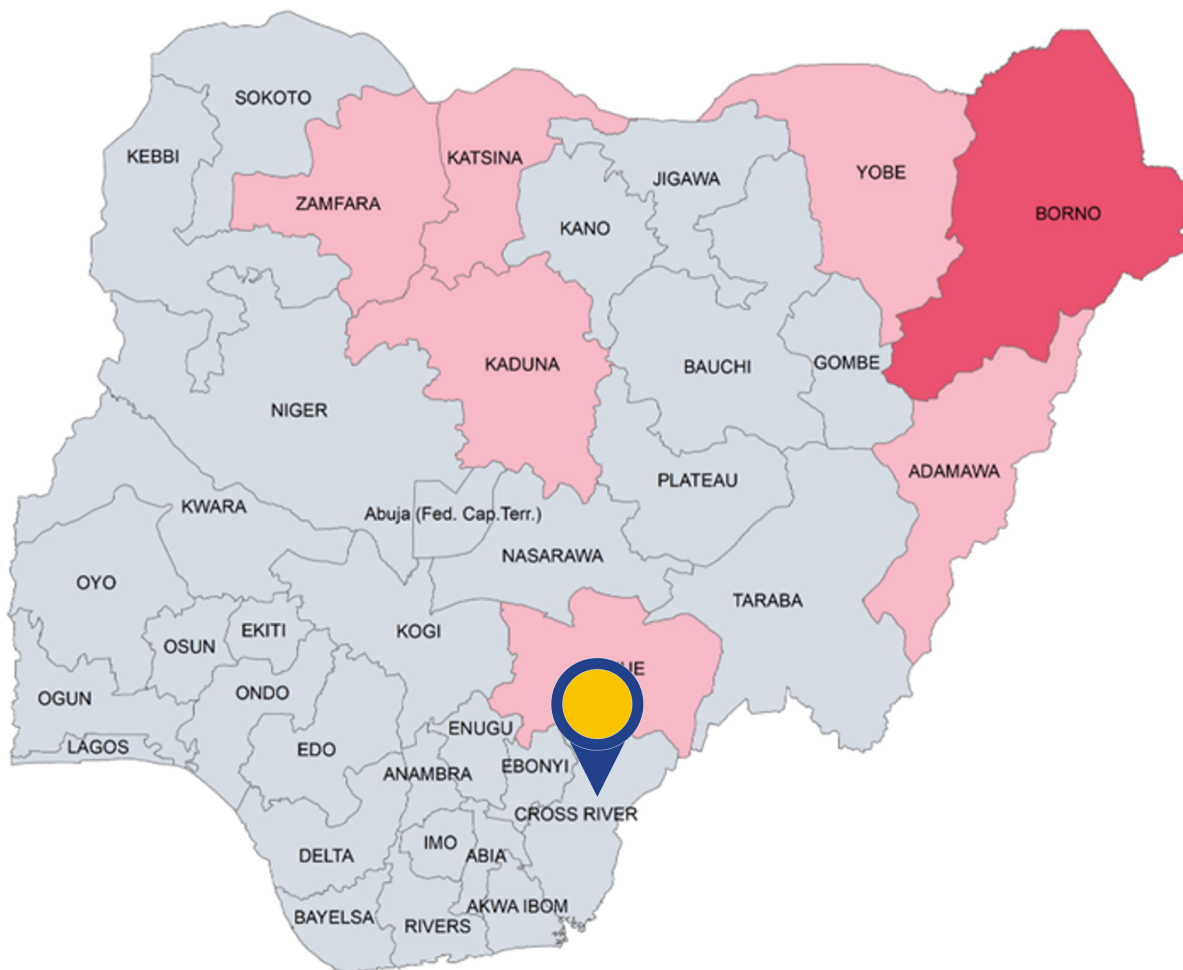 SOKOTO
KEBBI
KATSINA
ZAMFARA
JIGAWA
YOBE
KANO
BORNO
KADUNA
BAUCHI
GOMBE
NIGER
ADAMAWA
PLATEAU
KWARA
Abuja (Fed. Cap.Terr.)
NASARAWA
OYO
TARABA
EKITI
KOGI
OSUN
UE
OGUN
ONDO
ENUGU
LAGOS
EDO
EBONYI
ANAMBRA
CROSS RIVER
IMO
DELTA
ABIA
AKWA IBOM
BAYELSA
RIVERS